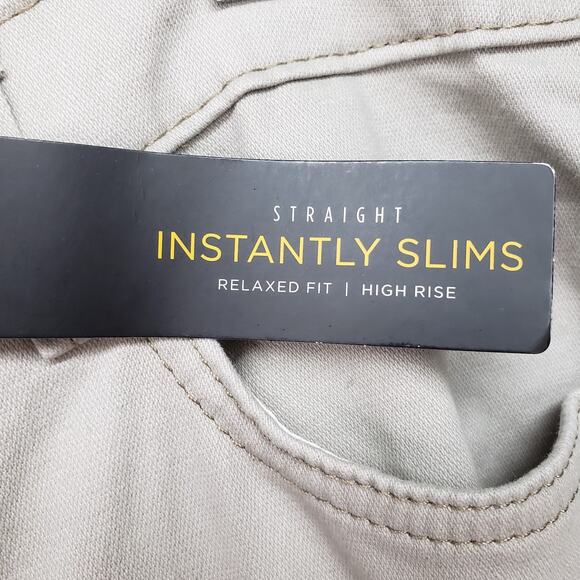 STRAIGHT
INSTANTLY SLIMS
RELAXED FIT | HIGH RISE